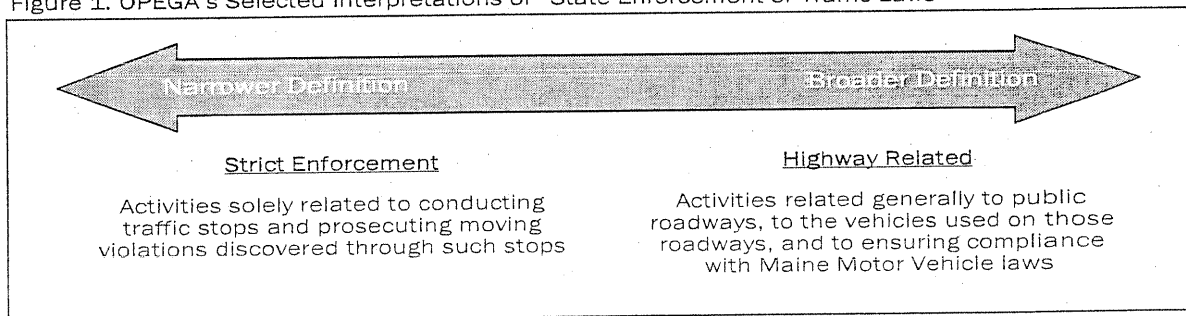 Figure 1. OPEGA's Selected Interpretations of "State Enforcement of Traffic Laws"
Narrower Definition
Broader Definition
Strict Enforcement
Activities solely related to conducting
traffic stops and prosecuting moving
violations discovered through such stops
Highway Related
Activities related generally to public
roadways, to the vehicles used on those
roadways, and to ensuring compliance
with Maine Motor Vehicle laws